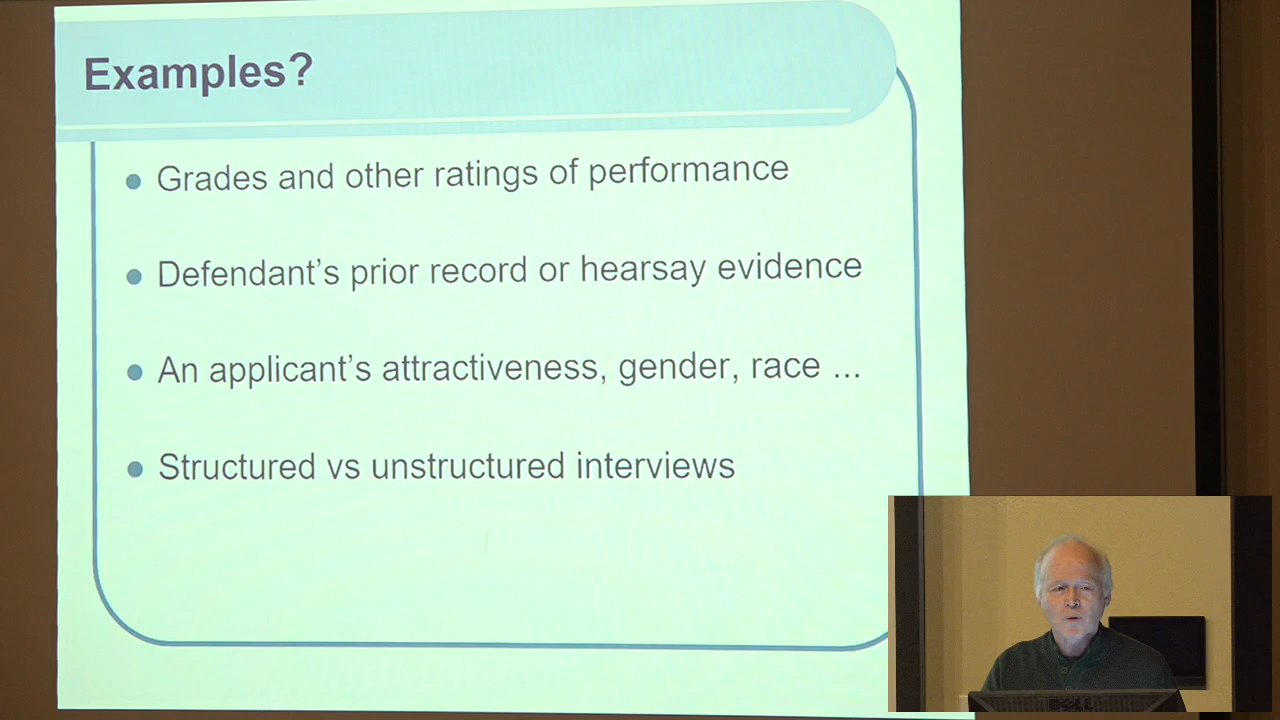 Examples?
Grades and other ratings of performance
Defendant’s prior record or hearsay evidence
An applicant’s attractiveness, gender, race ...
Structured vs unstructured interviews
DELL